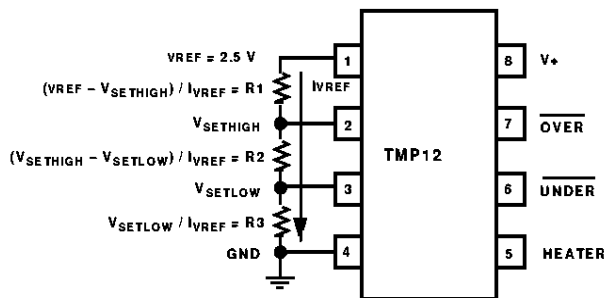 VREF = 2.5 V
(VREF – VSETHIGH) / IVREF = R1
VSETHIGH
(VSETHIGH – VSETLOW) / IVREF = R2
VSETLOW
VSETLOW / IVREF = R3
GND
IVREF
1
2
3
4
TMP12
8
7
6
5
V+
OVER
UNDER
HEATER